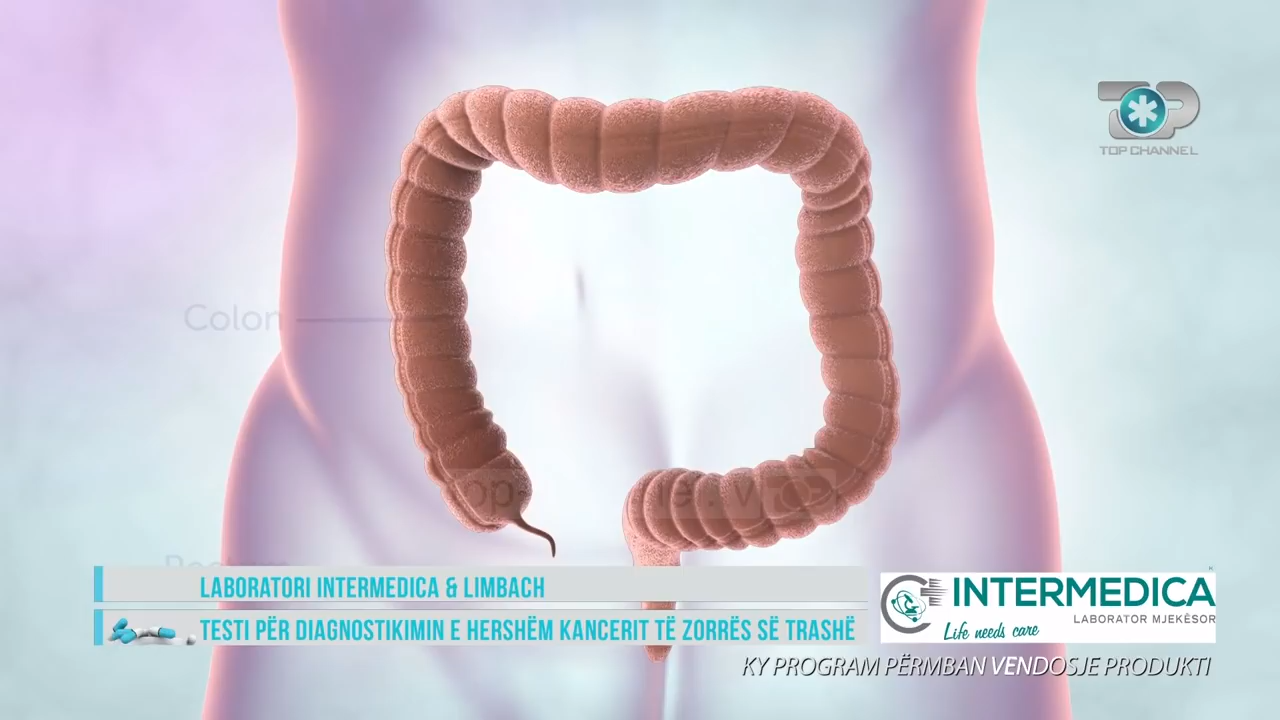 TOP CHANNEL
Colon
LABORATORI INTERMEDICA & LIMBACH
TESTI PËR DIAGNOSTIKIMIN E HERSHËM KANCERIT TË ZORRËS SË TRASHË
INTERMEDICA
LABORATOR MJEKËSOR
Life needs care
KY PROGRAM PËRMBAN VENDOSJE PRODUKTI